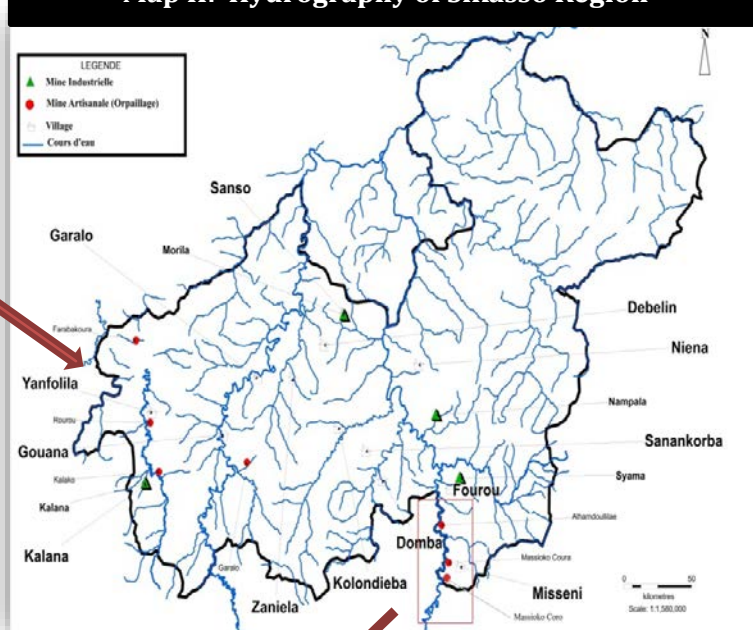 Map II: Hydrography of Sikasso Region
N
LEGENDE
Mine Industrielle
Mine Artisanale (Orpaillage)
Village
Cours d'eau
Sanso
Garalo
Morila
Debelin
Farabakoura
Niena
Yanfolila
Nampala
Kourou
Sanankorba
Gouana
Kalako
Syama
Fourou
Kalana
Alhamdoulilae
Domba
Kalana
Massioko Coura
Garalo
Kolondieba
Misseni
Zaniela
Massioko Coro
0 50
kilometres
Scale: 1:1,580,000